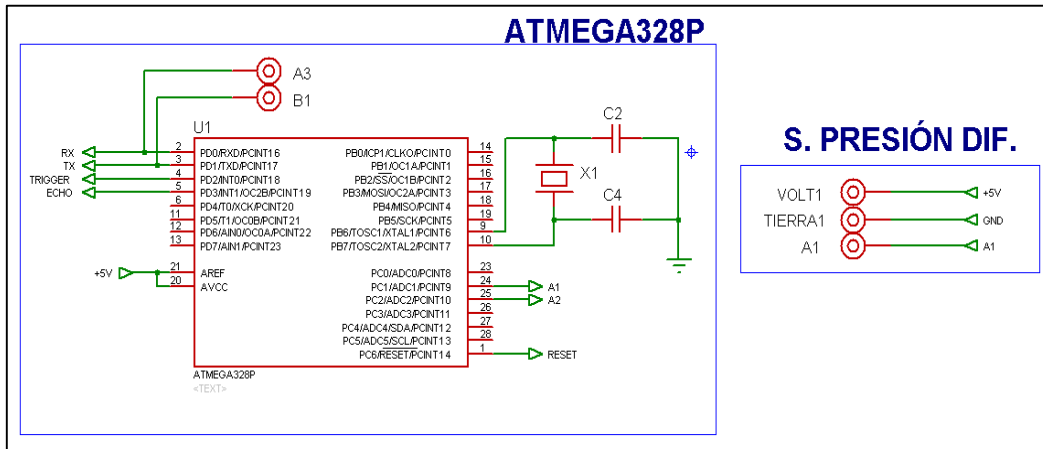 ATMEGA328P
A3
B1
U1
C2
X1
C4
RX
TX
TRIGGER
ECHO
+5V
2 PD0/RXD/PCINT16
3 PD1/TXD/PCINT17
4 PD2/INT0/PCINT18
5 PD3/INT1/OC2B/PCINT19
6 PD4/T0/XCK/PCINT20
11 PD5/T1/OC0B/PCINT21
12 PD6/AIN0/OC0A/PCINT22
13 PD7/AIN1/PCINT23
21 AREF
20 AVCC
PB0/ICP1/CLKO/PCINT0 14
PB1/OC1A/PCINT1 15
PB2/SS/OC1B/PCINT2 16
PB3/MOSI/OC2A/PCINT3 17
PB4/MISO/PCINT4 18
PB5/SCK/PCINT5 19
PB6/TOSC1/XTAL1/PCINT6 9
PB7/TOSC2/XTAL2/PCINT7 10
PC0/ADC0/PCINT8 23
PC1/ADC1/PCINT9 24
PC2/ADC2/PCINT10 25
PC3/ADC3/PCINT11 26
PC4/ADC4/SDA/PCINT12 27
PC5/ADC5/SCL/PCINT13 28
PC6/RESET/PCINT14 1
A1
A2
RESET
ATMEGA328P
<TEXT>
S. PRESIÓN DIF.
VOLT1 +5V
TIERRA1 GND
A1 A1